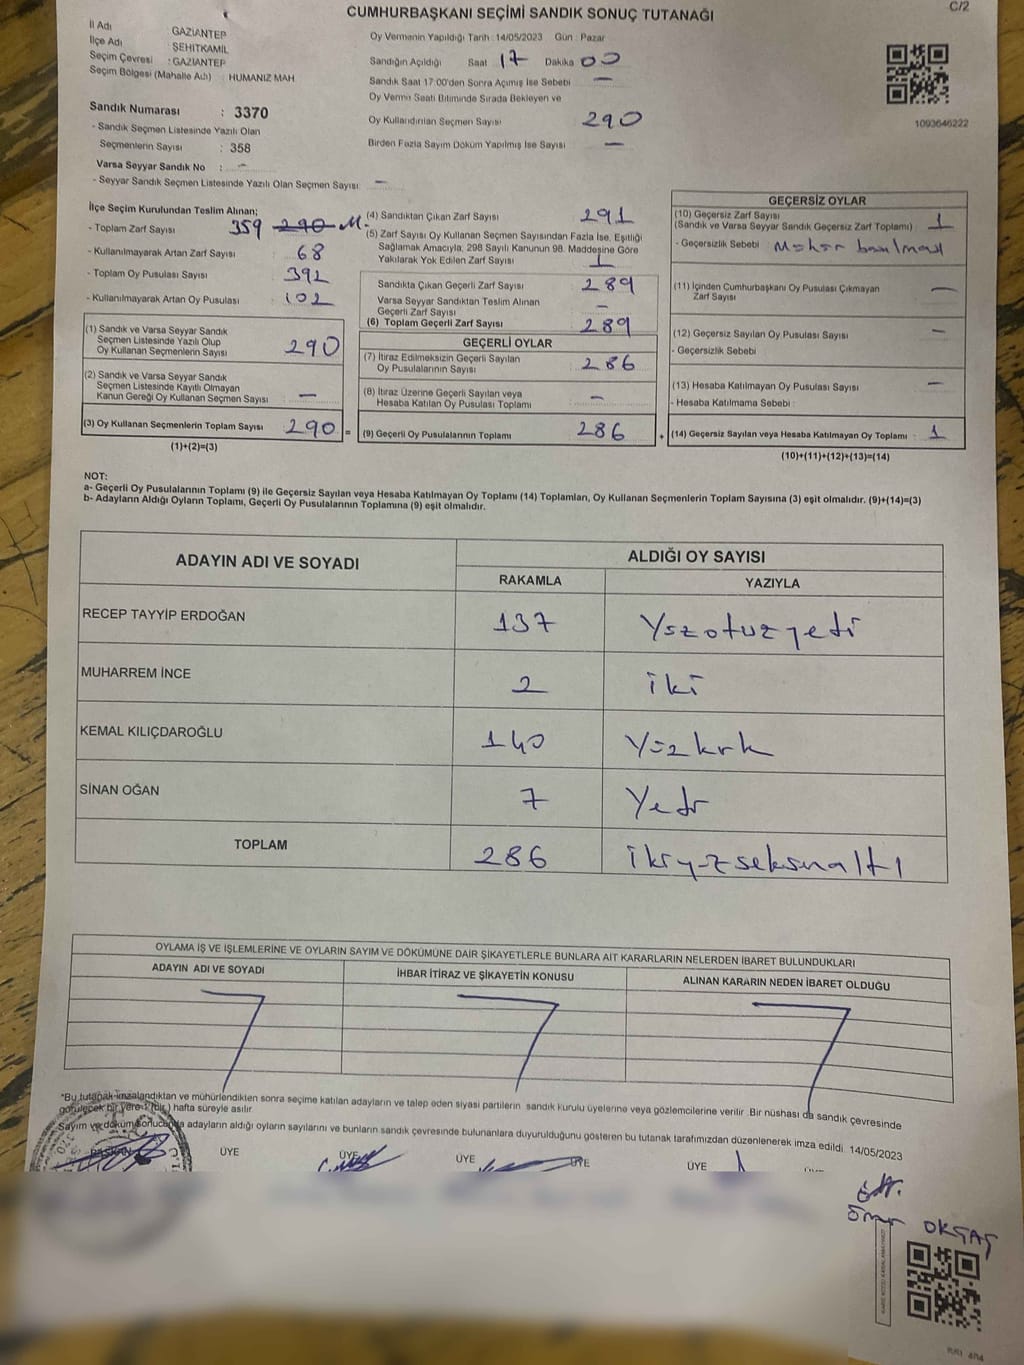 C/2
CUMHURBAŞKANI SEÇİMİ SANDIK SONUÇ TUTANAĞI
İl Adı GAZİANTEP
İlçe Adı ŞEHİTKAMİL
Seçim Çevresi : GAZİANTEP
Seçim Bölgesi (Mahalle Adı) : HUMANIZ MAH
Oy Vermenin Yapıldığı Tarih : 14/05/2023 Gün : Pazar
Sandığın Açıldığı Saat 17 Dakika 00
Sandık Saat 17:00'den Sonra Açımış İse Sebebi —
Oy Verme Saati Bitiminde Sırada Bekleyen ve
Oy Kullandırılan Seçmen Sayısı 290
Birden Fazla Sayım Döküm Yapılmış İse Sayısı —
1093646222
Sandık Numarası : 3370
- Sandık Seçmen Listesinde Yazılı Olan
Seçmenlerin Sayısı : 358
Varsa Seyyar Sandık No : —
- Seyyar Sandık Seçmen Listesinde Yazılı Olan Seçmen Sayısı: —
İlçe Seçim Kurulundan Teslim Alınan;
- Toplam Zarf Sayısı 359 290 M.
- Kullanılmayarak Artan Zarf Sayısı 68
- Toplam Oy Pusulası Sayısı 392
- Kullanılmayarak Artan Oy Pusulası 102
(1) Sandık ve Varsa Seyyar Sandık
Seçmen Listesinde Yazılı Olup
Oy Kullanan Seçmenlerin Sayısı 290
(2) Sandık ve Varsa Seyyar Sandık
Seçmen Listesinde Kayıtlı Olmayan
Kanun Gereği Oy Kullanan Seçmen Sayısı —
(3) Oy Kullanan Seçmenlerin Toplam Sayısı 290 =
(1)+(2)=(3)
(4) Sandıktan Çıkan Zarf Sayısı 291
(5) Zarf Sayısı Oy Kullanan Seçmen Sayısından Fazla İse, Eşitliği
Sağlamak Amacıyla, 298 Sayılı Kanunun 98. Maddesine Göre
Yakılarak Yok Edilen Zarf Sayısı 1
Sandıkta Çıkan Geçerli Zarf Sayısı 289
Varsa Seyyar Sandıktan Teslim Alınan
Geçerli Zarf Sayısı —
(6) Toplam Geçerli Zarf Sayısı 289
GEÇERLİ OYLAR
(7) İtiraz Edilmeksizin Geçerli Sayılan
Oy Pusulalarının Sayısı 286
(8) İtiraz Üzerine Geçerli Sayılan veya
Hesaba Katılan Oy Pusulası Toplamı —
(9) Geçerli Oy Pusulalarının Toplamı 286 +
GEÇERSİZ OYLAR
(10) Geçersiz Zarf Sayısı 1
(Sandık ve Varsa Seyyar Sandık Geçersiz Zarf Toplamı)
- Geçersizlik Sebebi
(11) İçinden Cumhurbaşkanı Oy Pusulası Çıkmayan
Zarf Sayısı —
(12) Geçersiz Sayılan Oy Pusulası Sayısı —
- Geçersizlik Sebebi
(13) Hesaba Katılmayan Oy Pusulası Sayısı —
- Hesaba Katılmama Sebebi :
(14) Geçersiz Sayılan veya Hesaba Katılmayan Oy Toplamı 1
(10)+(11)+(12)+(13)=(14)
NOT:
a- Geçerli Oy Pusulalarının Toplamı (9) ile Geçersiz Sayılan veya Hesaba Katılmayan Oy Toplamı (14) Toplamları, Oy Kullanan Seçmenlerin Toplam Sayısına (3) eşit olmalıdır. (9)+(14)=(3)
b- Adayların Aldığı Oyların Toplamı, Geçerli Oy Pusulalarının Toplamına (9) eşit olmalıdır.
ADAYIN ADI VE SOYADI ALDIĞI OY SAYISI
RAKAMLA YAZIYLA
RECEP TAYYİP ERDOĞAN 137 Yszotuzyedi
MUHARREM İNCE 2 iki
KEMAL KILIÇDAROĞLU 140 Yüzkrk
SİNAN OĞAN 7 Yedi
TOPLAM 286 ikiyüzseksnaltı
OYLAMA İŞ VE İŞLEMLERİNE VE OYLARIN SAYIM VE DÖKÜMÜNE DAİR ŞİKAYETLERLE BUNLARA AİT KARARLARIN NELERDEN İBARET BULUNDUKLARI
ADAYIN ADI VE SOYADI İHBAR İTİRAZ VE ŞİKAYETİN KONUSU ALINAN KARARIN NEDEN İBARET OLDUĞU
*Bu tutanak imzalandıktan ve mühürlendikten sonra seçime katılan adayların ve talep eden siyasi partilerin sandık kurulu üyelerine veya gözlemcilerine verilir. Bir nüshası da sandık çevresinde
görülecek bir yere 1 (bir) hafta süreyle asılır.
Sayım ve döküm sonucunda adayların aldığı oyların sayılarını ve bunların sandık çevresinde bulunanlara duyurulduğunu gösteren bu tutanak tarafımızdan düzenlenerek imza edildi. 14/05/2023
BAŞKAN ÜYE ÜYE ÜYE ÜYE ÜYE
Ömer OKTAŞ